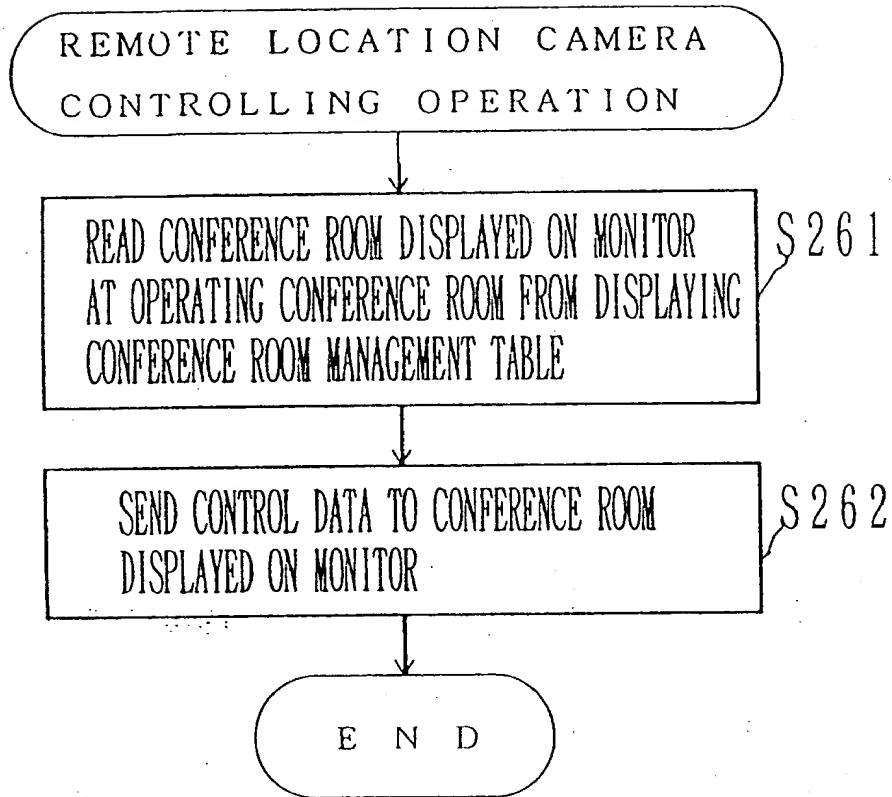 REMOTE LOCATION CAMERA
CONTROLLING OPERATION
READ CONFERENCE ROOM DISPLAYED ON MONITOR
AT OPERATING CONFERENCE ROOM FROM DISPLAYING
CONFERENCE ROOM MANAGEMENT TABLE
S261
SEND CONTROL DATA TO CONFERENCE ROOM
DISPLAYED ON MONITOR
S262
END